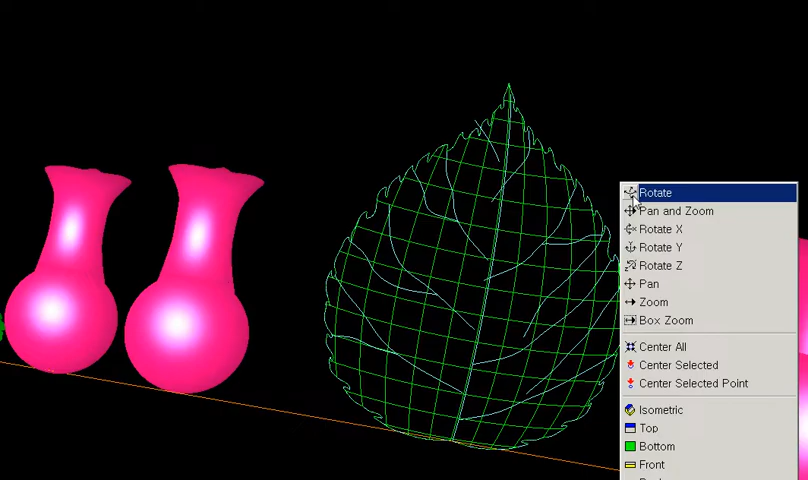 Rotate
Pan and Zoom
Rotate X
Rotate Y
Rotate Z
Pan
Zoom
Box Zoom
Center All
Center Selected
Center Selected Point
Isometric
Top
Bottom
Front